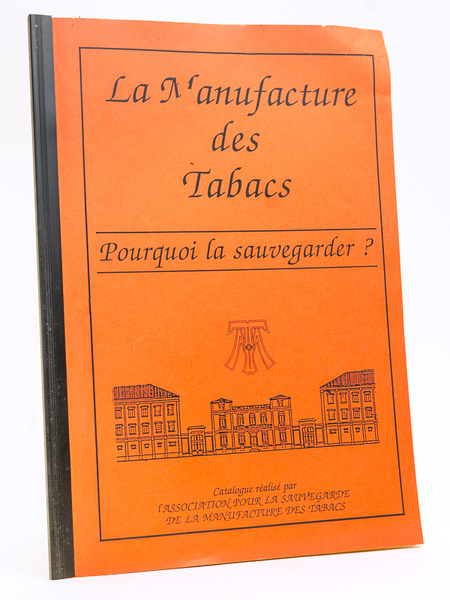 La Manufacture
des
Tabacs
Pourquoi la sauvegarder ?
Catalogue réalisé par
l'ASSOCIATION POUR LA SAUVEGARDE
DE LA MANUFACTURE DES TABACS